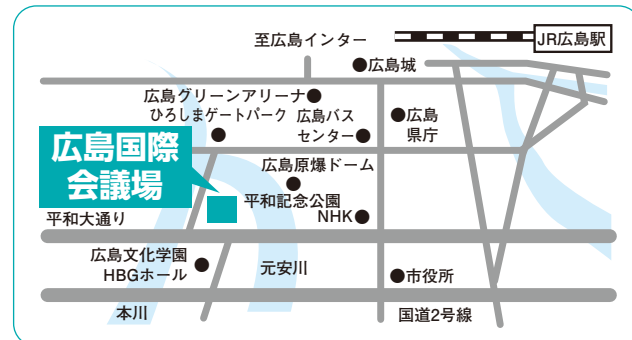 至広島インター
JR広島駅
広島城
広島グリーンアリーナ
ひろしまゲートパーク
広島バス
センター
広島
県庁
広島国際
会議場
広島原爆ドーム
平和記念公園
NHK
平和大通り
広島文化学園
HBGホール
元安川
市役所
本川
国道2号線